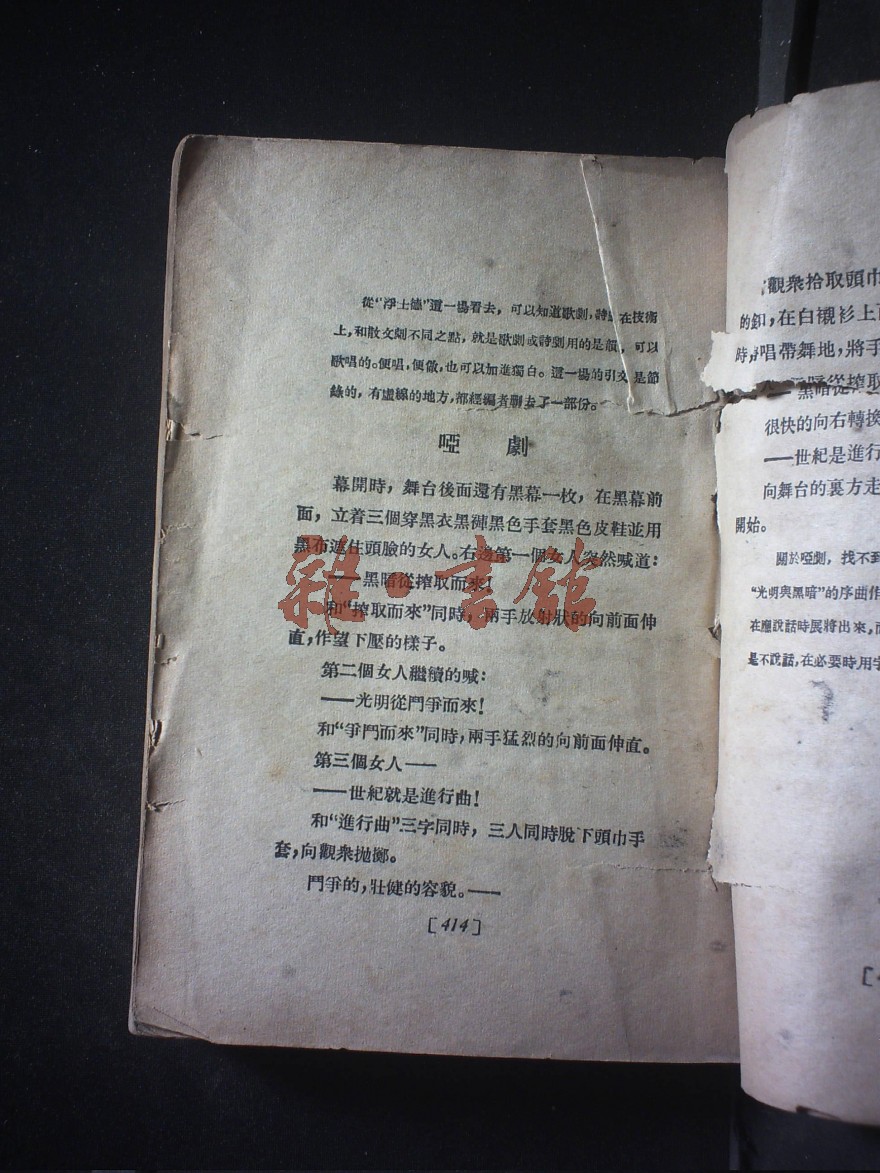 從“淨土德”這一場看去，可以知道歌劇，詩劇在技術
上，和散文劇不同之點，就是歌劇或詩劇用的是韻，可以
歌唱的。便唱，便做，也可以加進獨白。這一場的引文 是節
錄的，有虛線的地方，都經編者刪去了一部份。
啞劇
幕開時，舞台後面還有黑幕一枚，在黑幕前
面，立着三個穿黑衣黑褲黑色手套黑色皮鞋並用
黑布遮住頭臉的女人。右邊第一個女人突然喊道：
——黑暗從搾取而來！
和“搾取而來”同時，兩手放射狀的向前面伸
直，作望下壓的樣子。
第二個女人繼續的喊：
——光明從鬥爭而來！
和“爭鬥而來”同時，兩手猛烈的向前面伸直。
第三個女人——
——世紀就是進行曲！
和“進行曲”三字同時，三人同時脫下頭巾手
套，向觀衆拋擲。
鬥爭的，壯健的容貌。——
[414]
雜·書館
觀衆拾取頭巾
的釦，在白襯衫上
時 唱帶舞地，將手
——黑暗從搾取
很快的向右轉換
——世紀是進行
向舞台的裏方走
開始。
關於啞劇，找不到
“光明與黑暗”的序曲作
在應說話時展將出來，而
是不說話，在必要時用字